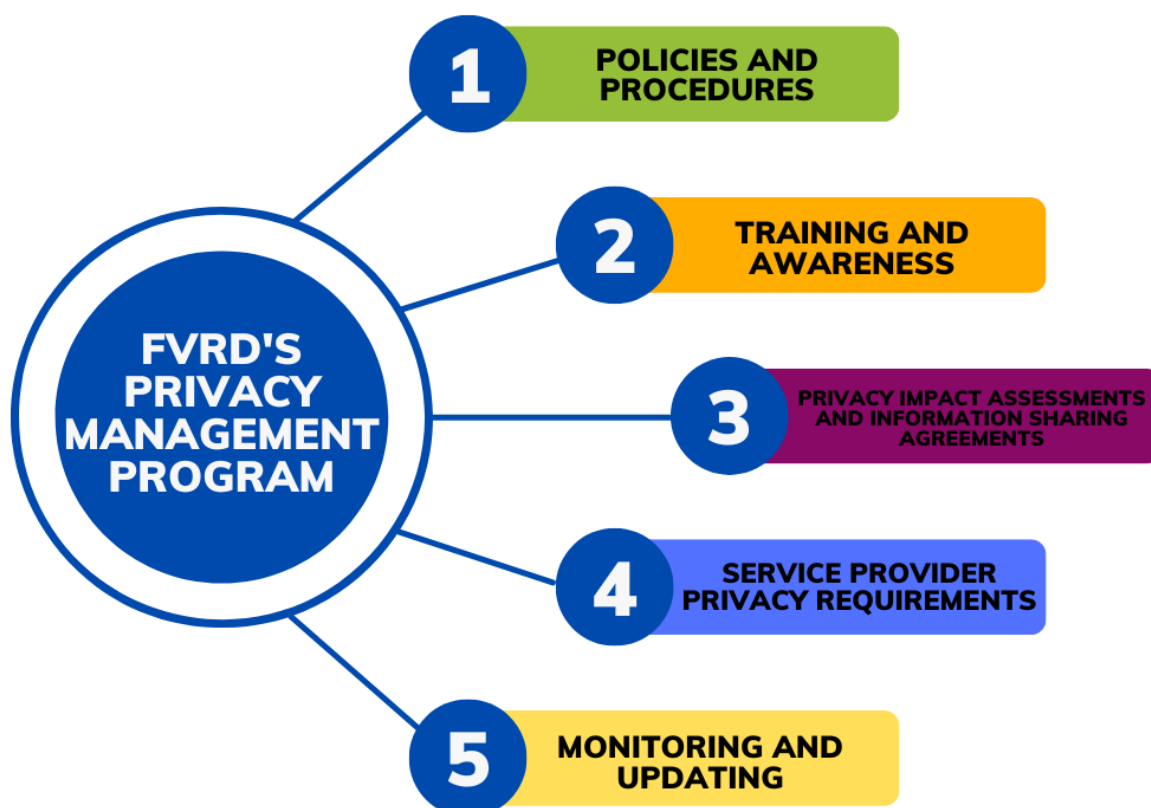 FVRD'S
PRIVACY
MANAGEMENT
PROGRAM
1
POLICIES AND
PROCEDURES
2
TRAINING AND
AWARENESS
3
PRIVACY IMPACT ASSESSMENTS
AND INFORMATION SHARING
AGREEMENTS
4
SERVICE PROVIDER
PRIVACY REQUIREMENTS
5
MONITORING AND
UPDATING